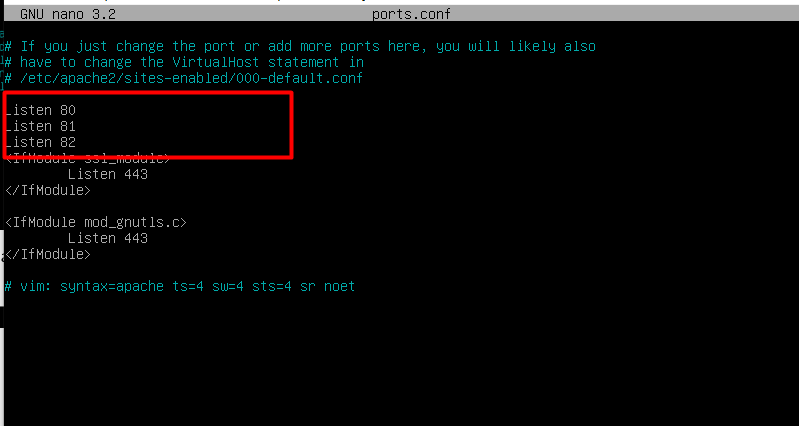 GNU nano 3.2 ports.conf
# If you just change the port or add more ports here, you will likely also
# have to change the VirtualHost statement in
# /etc/apache2/sites-enabled/000-default.conf
Listen 80
Listen 81
Listen 82
<IfModule ssl_module>
Listen 443
</IfModule>
<IfModule mod_gnutls.c>
Listen 443
</IfModule>
# vim: syntax=apache ts=4 sw=4 sts=4 sr noet